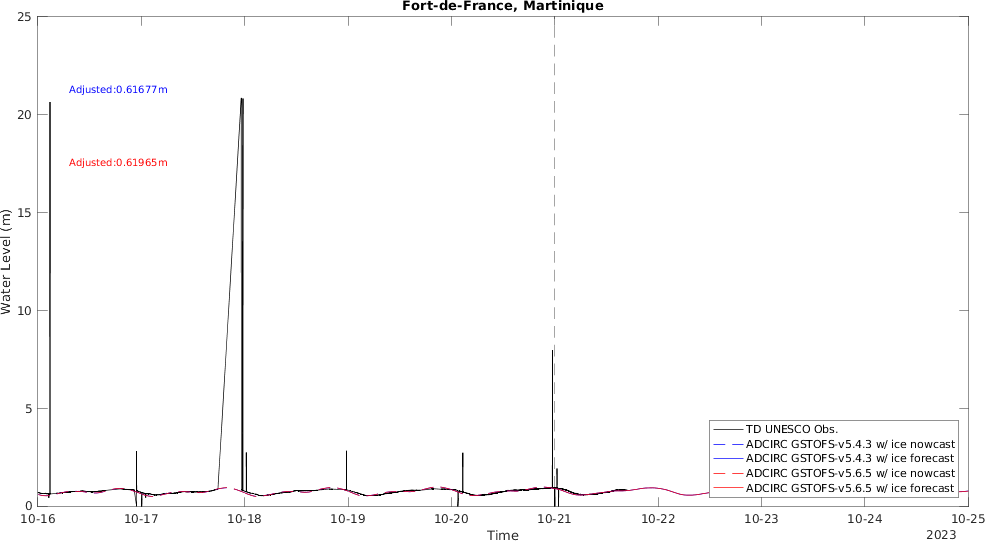 Fort-de-France, Martinique
25
20
15
10
5
0
Water Level (m)
Adjusted:0.61677m
Adjusted:0.61965m
TD UNESCO Obs.
ADCIRC GSTOFS-v5.4.3 w/ ice nowcast
ADCIRC GSTOFS-v5.4.3 w/ ice forecast
ADCIRC GSTOFS-v5.6.5 w/ ice nowcast
ADCIRC GSTOFS-v5.6.5 w/ ice forecast
10-16 10-17 10-18 10-19 10-20 10-21 10-22 10-23 10-24 10-25
Time
2023